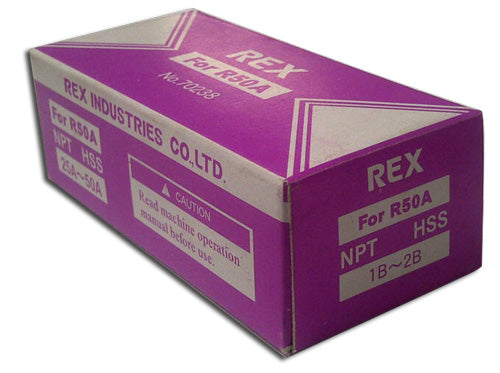 REX
For R50A
No.70238
REX INDUSTRIES CO.,LTD.
For R50A
NPT HSS
25A~50A
⚠ CAUTION
Read machine operation
manual before use.
REX
For R50A
NPT HSS
1B~2B